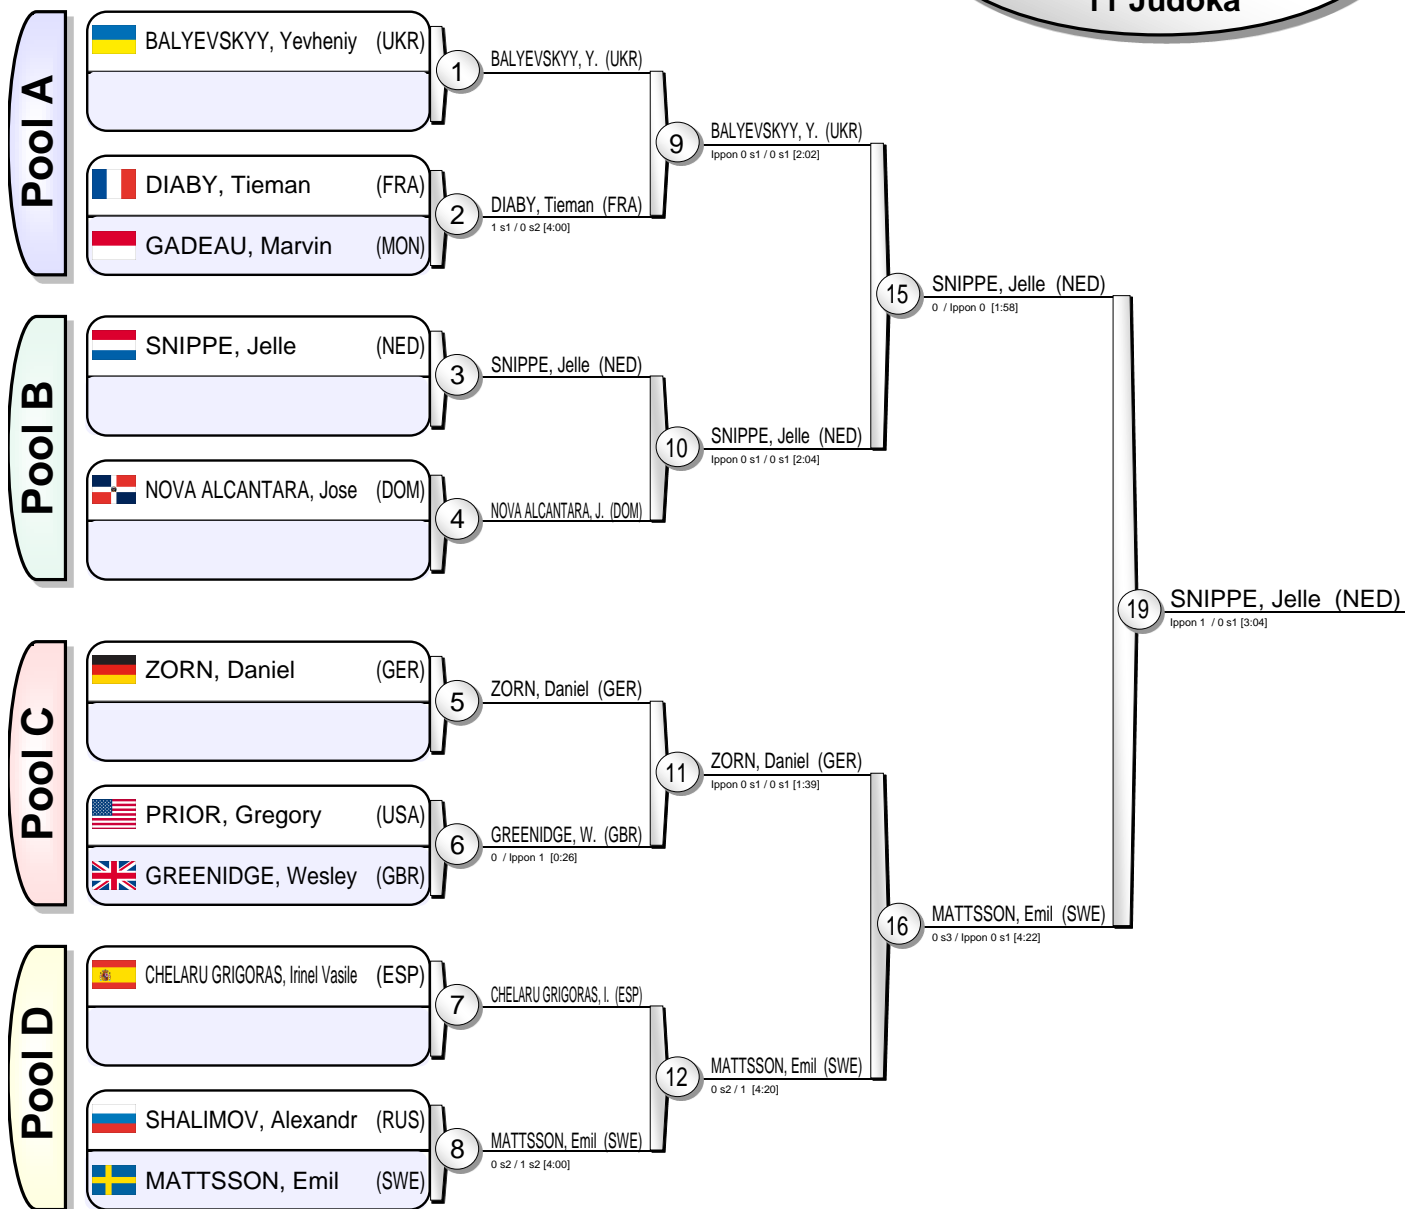 11 Judoka
Pool A
BALYEVSKYY, Yevheniy (UKR)
1
BALYEVSKYY, Y. (UKR)
DIABY, Tieman (FRA)
GADEAU, Marvin (MON)
2
DIABY, Tieman (FRA)
1 s1 / 0 s2 [4:00]
9
BALYEVSKYY, Y. (UKR)
Ippon 0 s1 / 0 s1 [2:02]
Pool B
SNIPPE, Jelle (NED)
3
SNIPPE, Jelle (NED)
NOVA ALCANTARA, Jose (DOM)
4
NOVA ALCANTARA, J. (DOM)
10
SNIPPE, Jelle (NED)
Ippon 0 s1 / 0 s1 [2:04]
15
SNIPPE, Jelle (NED)
0 / Ippon 0 [1:58]
Pool C
ZORN, Daniel (GER)
5
ZORN, Daniel (GER)
PRIOR, Gregory (USA)
GREENIDGE, Wesley (GBR)
6
GREENIDGE, W. (GBR)
0 / Ippon 1 [0:26]
11
ZORN, Daniel (GER)
Ippon 0 s1 / 0 s1 [1:39]
Pool D
CHELARU GRIGORAS, Irinel Vasile (ESP)
7
CHELARU GRIGORAS, I. (ESP)
SHALIMOV, Alexandr (RUS)
MATTSSON, Emil (SWE)
8
MATTSSON, Emil (SWE)
0 s2 / 1 s2 [4:00]
12
MATTSSON, Emil (SWE)
0 s2 / 1 [4:20]
16
MATTSSON, Emil (SWE)
0 s3 / Ippon 0 s1 [4:22]
19
SNIPPE, Jelle (NED)
Ippon 1 / 0 s1 [3:04]